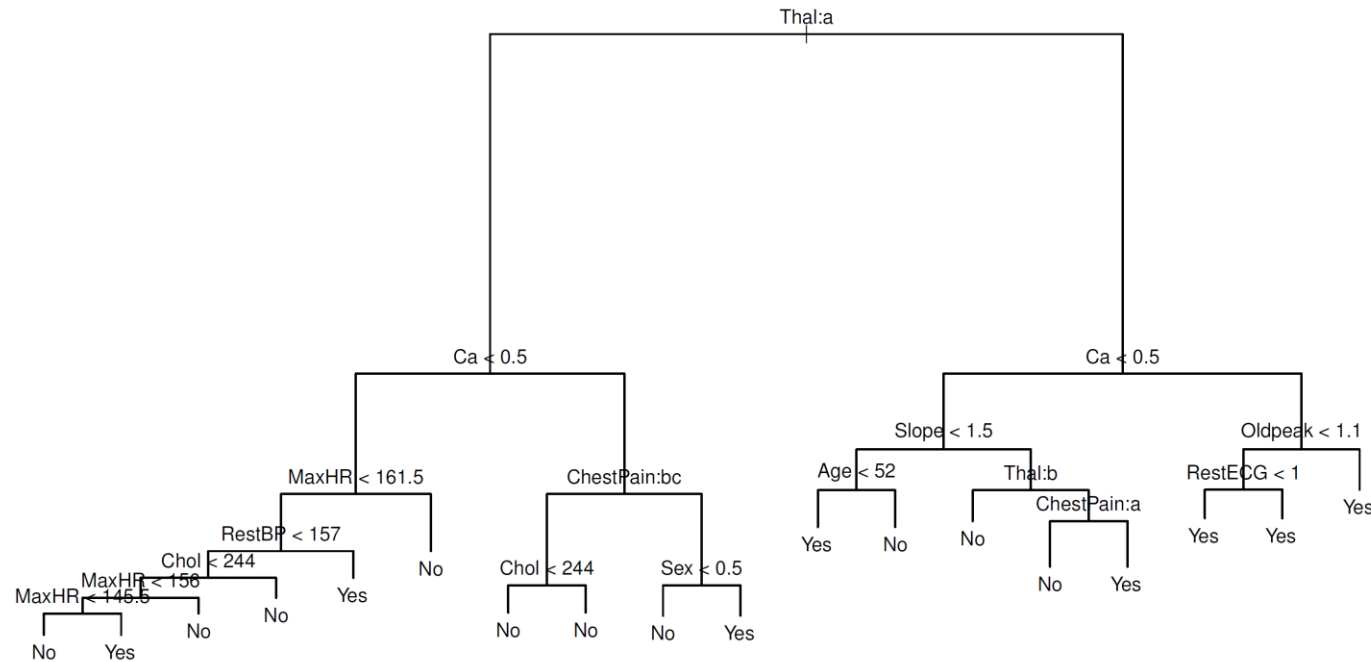 Thal:a
Ca < 0.5
Ca < 0.5
Slope < 1.5
Oldpeak < 1.1
MaxHR < 161.5
ChestPain:bc
Age < 52
Thal:b
RestECG < 1
ChestPain:a
Yes
RestBP < 157
Yes
No
No
Yes
Yes
Chol < 244
No
Chol < 244
Sex < 0.5
No
Yes
MaxHR < 156
Yes
MaxHR < 145.5
No
No
No
No
No
Yes
No
Yes